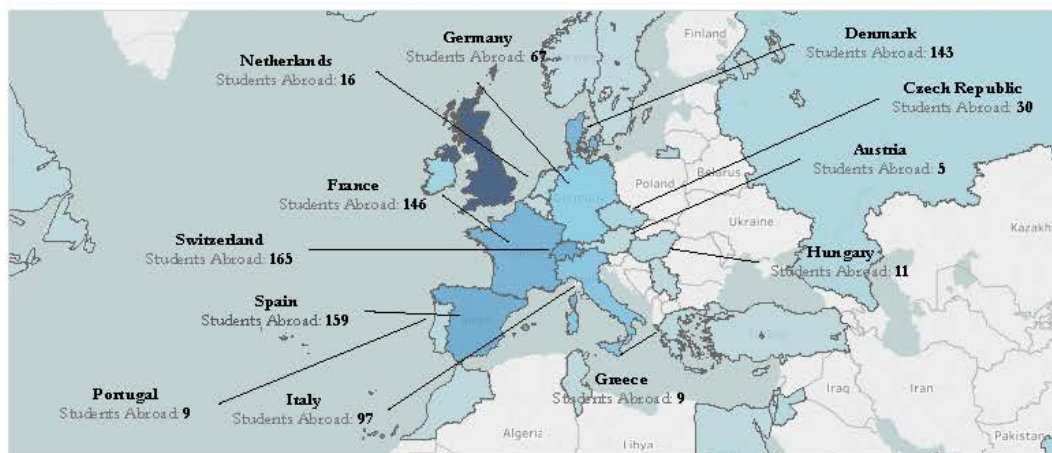 Germany
Students Abroad: 67
Denmark
Students Abroad: 143
Finland
Netherlands
Students Abroad: 16
Czech Republic
Students Abroad: 30
Austria
Students Abroad: 5
Belarus
Poland
France
Students Abroad: 146
Germany
Ukraine
Kazakh
Switzerland
Students Abroad: 165
Hungary
Students Abroad: 11
Spain
Students Abroad: 159
Portugal
Students Abroad: 9
Italy
Students Abroad: 97
Greece
Students Abroad: 9
Algeria
Libya
Iraq
Iran
Pakistan